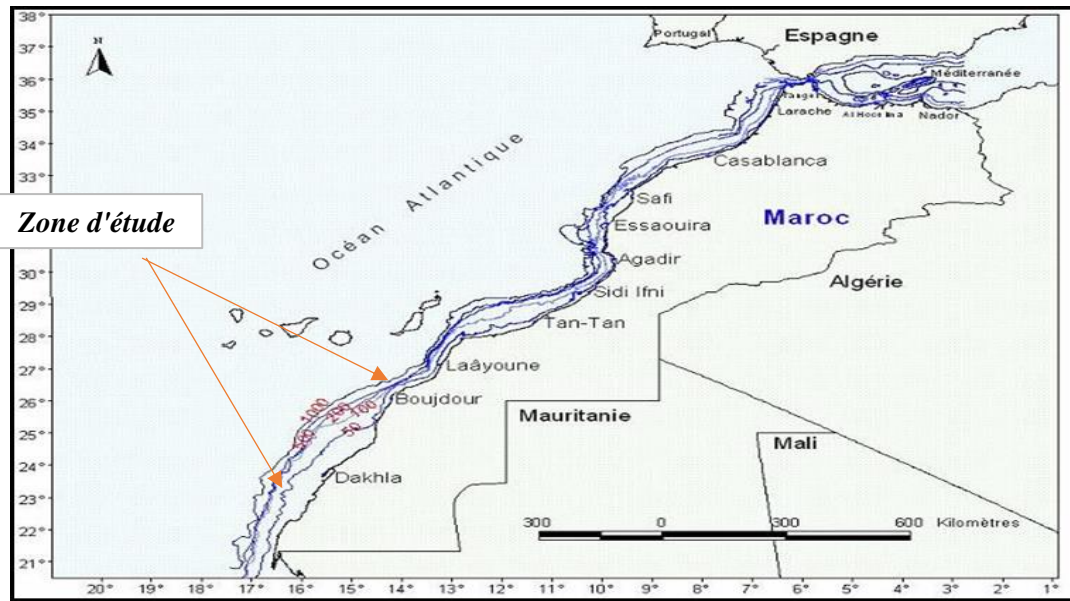 38°
37°
36°
35°
34°
33°
30°
29°
28°
27°
26°
25°
24°
23°
22°
21°
N
Portugal
Espagne
Méditerranée
Larache
Nador
Casablanca
Océan Atlantique
Safi
Essaouira
Maroc
Zone d'étude
Agadir
Algérie
Sidi Ifni
Tan-Tan
Laâyoune
Boujdour
1000
100
50
Mauritanie
Mali
Dakhla
300 0 300 600 Kilomètres
20° 19° 18° 17° 16° 15° 14° 13° 12° 11° 10° 9° 8° 7° 6° 5° 4° 3° 2° 1°